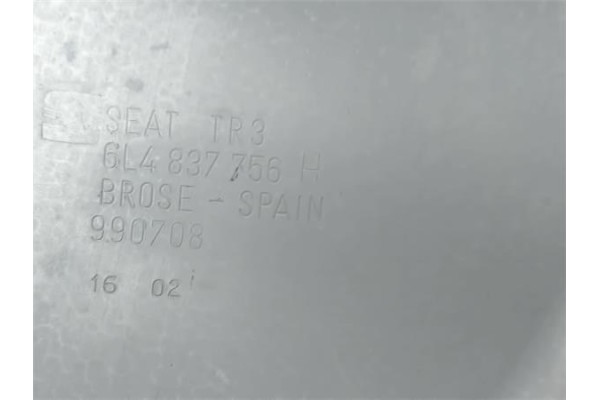 SEAT TR3
6L4 837 756 H
BROSE - SPAIN
990708
16 02